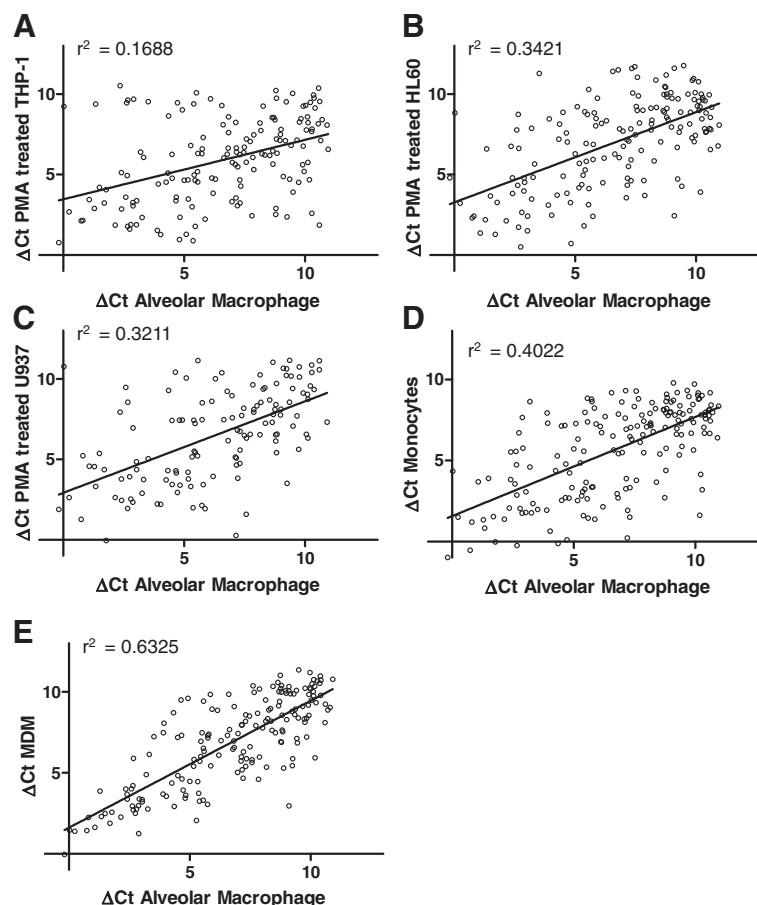 A
r² = 0.1688
ΔCt PMA treated THP-1
10
5
5 10
ΔCt Alveolar Macrophage
B
r² = 0.3421
ΔCt PMA treated HL60
10
5
5 10
ΔCt Alveolar Macrophage
C
r² = 0.3211
ΔCt PMA treated U937
10
5
5 10
ΔCt Alveolar Macrophage
D
r² = 0.4022
ΔCt Monocytes
10
5
5 10
ΔCt Alveolar Macrophage
E
r² = 0.6325
ΔCt MDM
10
5
5 10
ΔCt Alveolar Macrophage